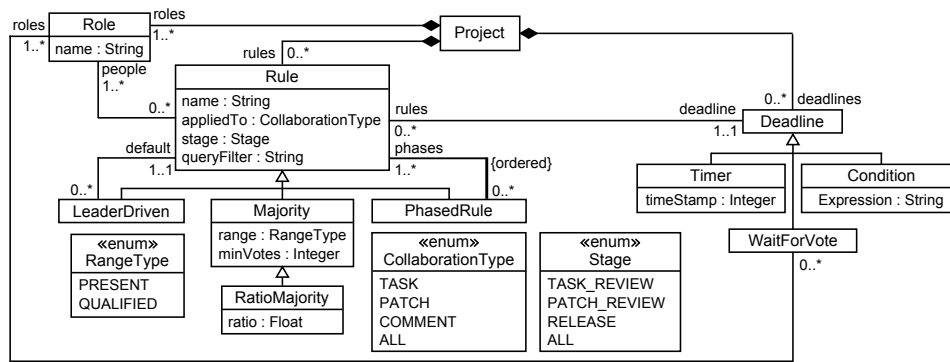 roles
Role
name : String
roles
1..*
1..*
people
1..*
0..*
Project
rules
0..*
Rule
name : String
appliedTo : CollaborationType
stage : Stage
queryFilter : String
rules
0..*
deadline
1..1
0..*
deadlines
Deadline
default
1..1
0..*
phases
1..*
{ordered}
0..*
LeaderDriven
Majority
range : RangeType
minVotes : Integer
PhasedRule
Timer
timeStamp : Integer
Condition
Expression : String
WaitForVote
0..*
«enum»
RangeType
PRESENT
QUALIFIED
RatioMajority
ratio : Float
«enum»
CollaborationType
TASK
PATCH
COMMENT
ALL
«enum»
Stage
TASK_REVIEW
PATCH_REVIEW
RELEASE
ALL